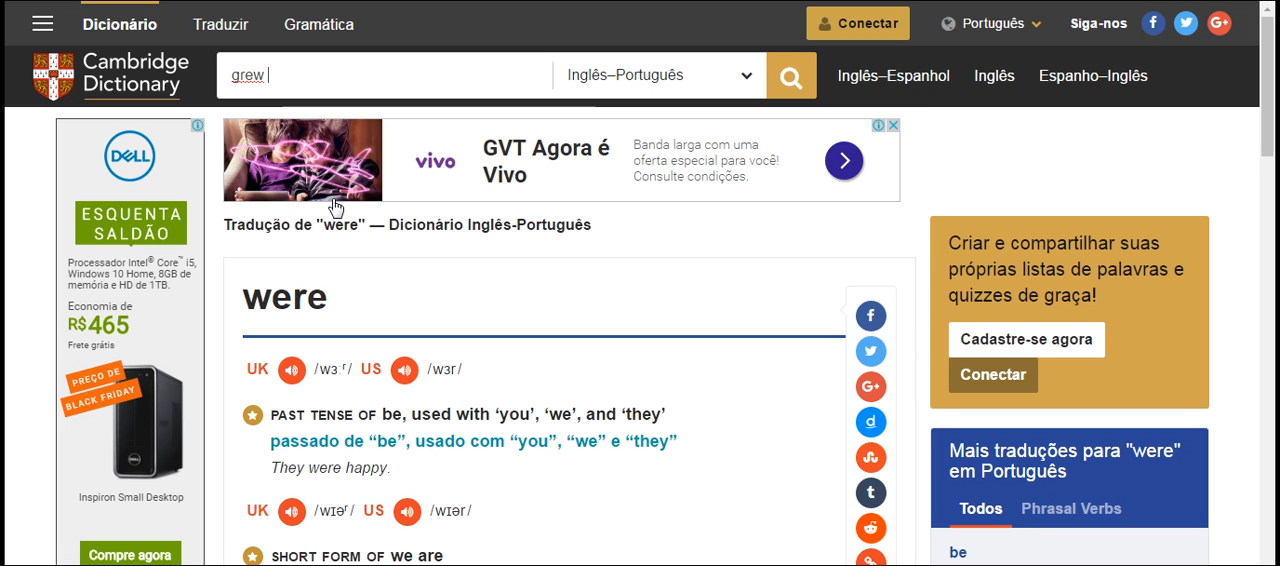 Dicionário Traduzir Gramática Conectar Português Siga-nos
Cambridge
Dictionary
grew
Inglês–Português
Inglês–Espanhol Inglês Espanho–Inglês
DELL
ESQUENTA
SALDÃO
Processador Intel® Core™ i5,
Windows 10 Home, 8GB de
memória e HD de 1TB.
Economia de
R$465
Frete grátis
PREÇO DE
BLACK FRIDAY
DELL
Inspiron Small Desktop
Compre agora
vivo
GVT Agora é
Vivo
Banda larga com uma
oferta especial para você!
Consulte condições.
Tradução de "were" — Dicionário Inglês-Português
were
UK /wɜːʳ/ US /wɜr/
PAST TENSE OF be, used with ‘you’, ‘we’, and ‘they’
passado de “be”, usado com “you”, “we” e “they”
They were happy.
UK /wɪəʳ/ US /wɪər/
SHORT FORM OF we are
Criar e compartilhar suas
próprias listas de palavras e
quizzes de graça!
Cadastre-se agora
Conectar
Mais traduções para "were"
em Português
Todos Phrasal Verbs
be